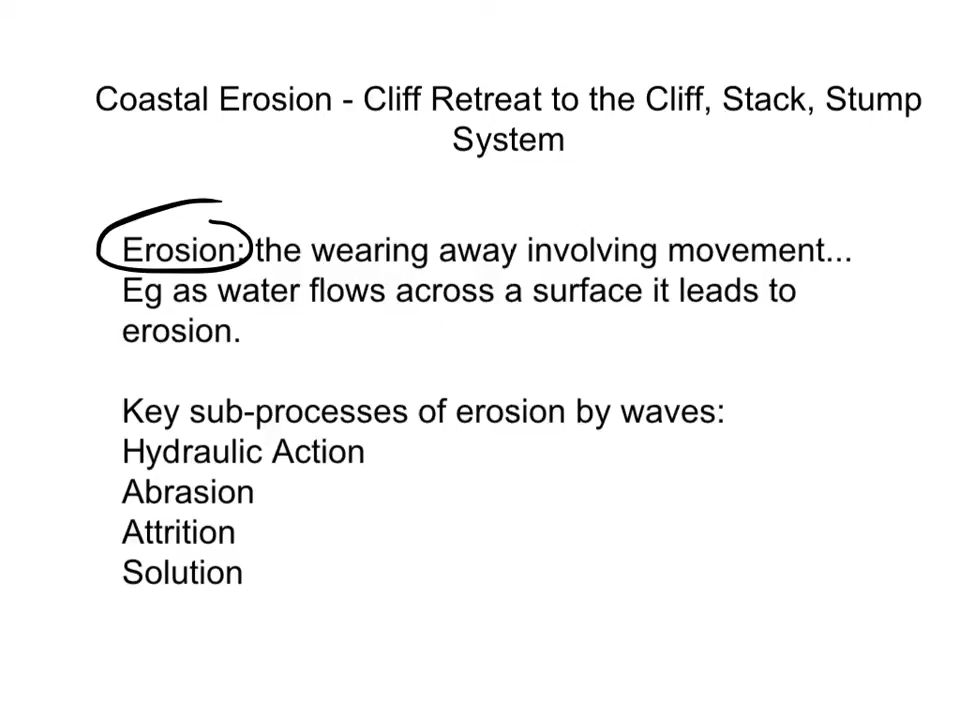 Coastal Erosion - Cliff Retreat to the Cliff, Stack, Stump
System
Erosion: the wearing away involving movement...
Eg as water flows across a surface it leads to
erosion.
Key sub-processes of erosion by waves:
Hydraulic Action
Abrasion
Attrition
Solution